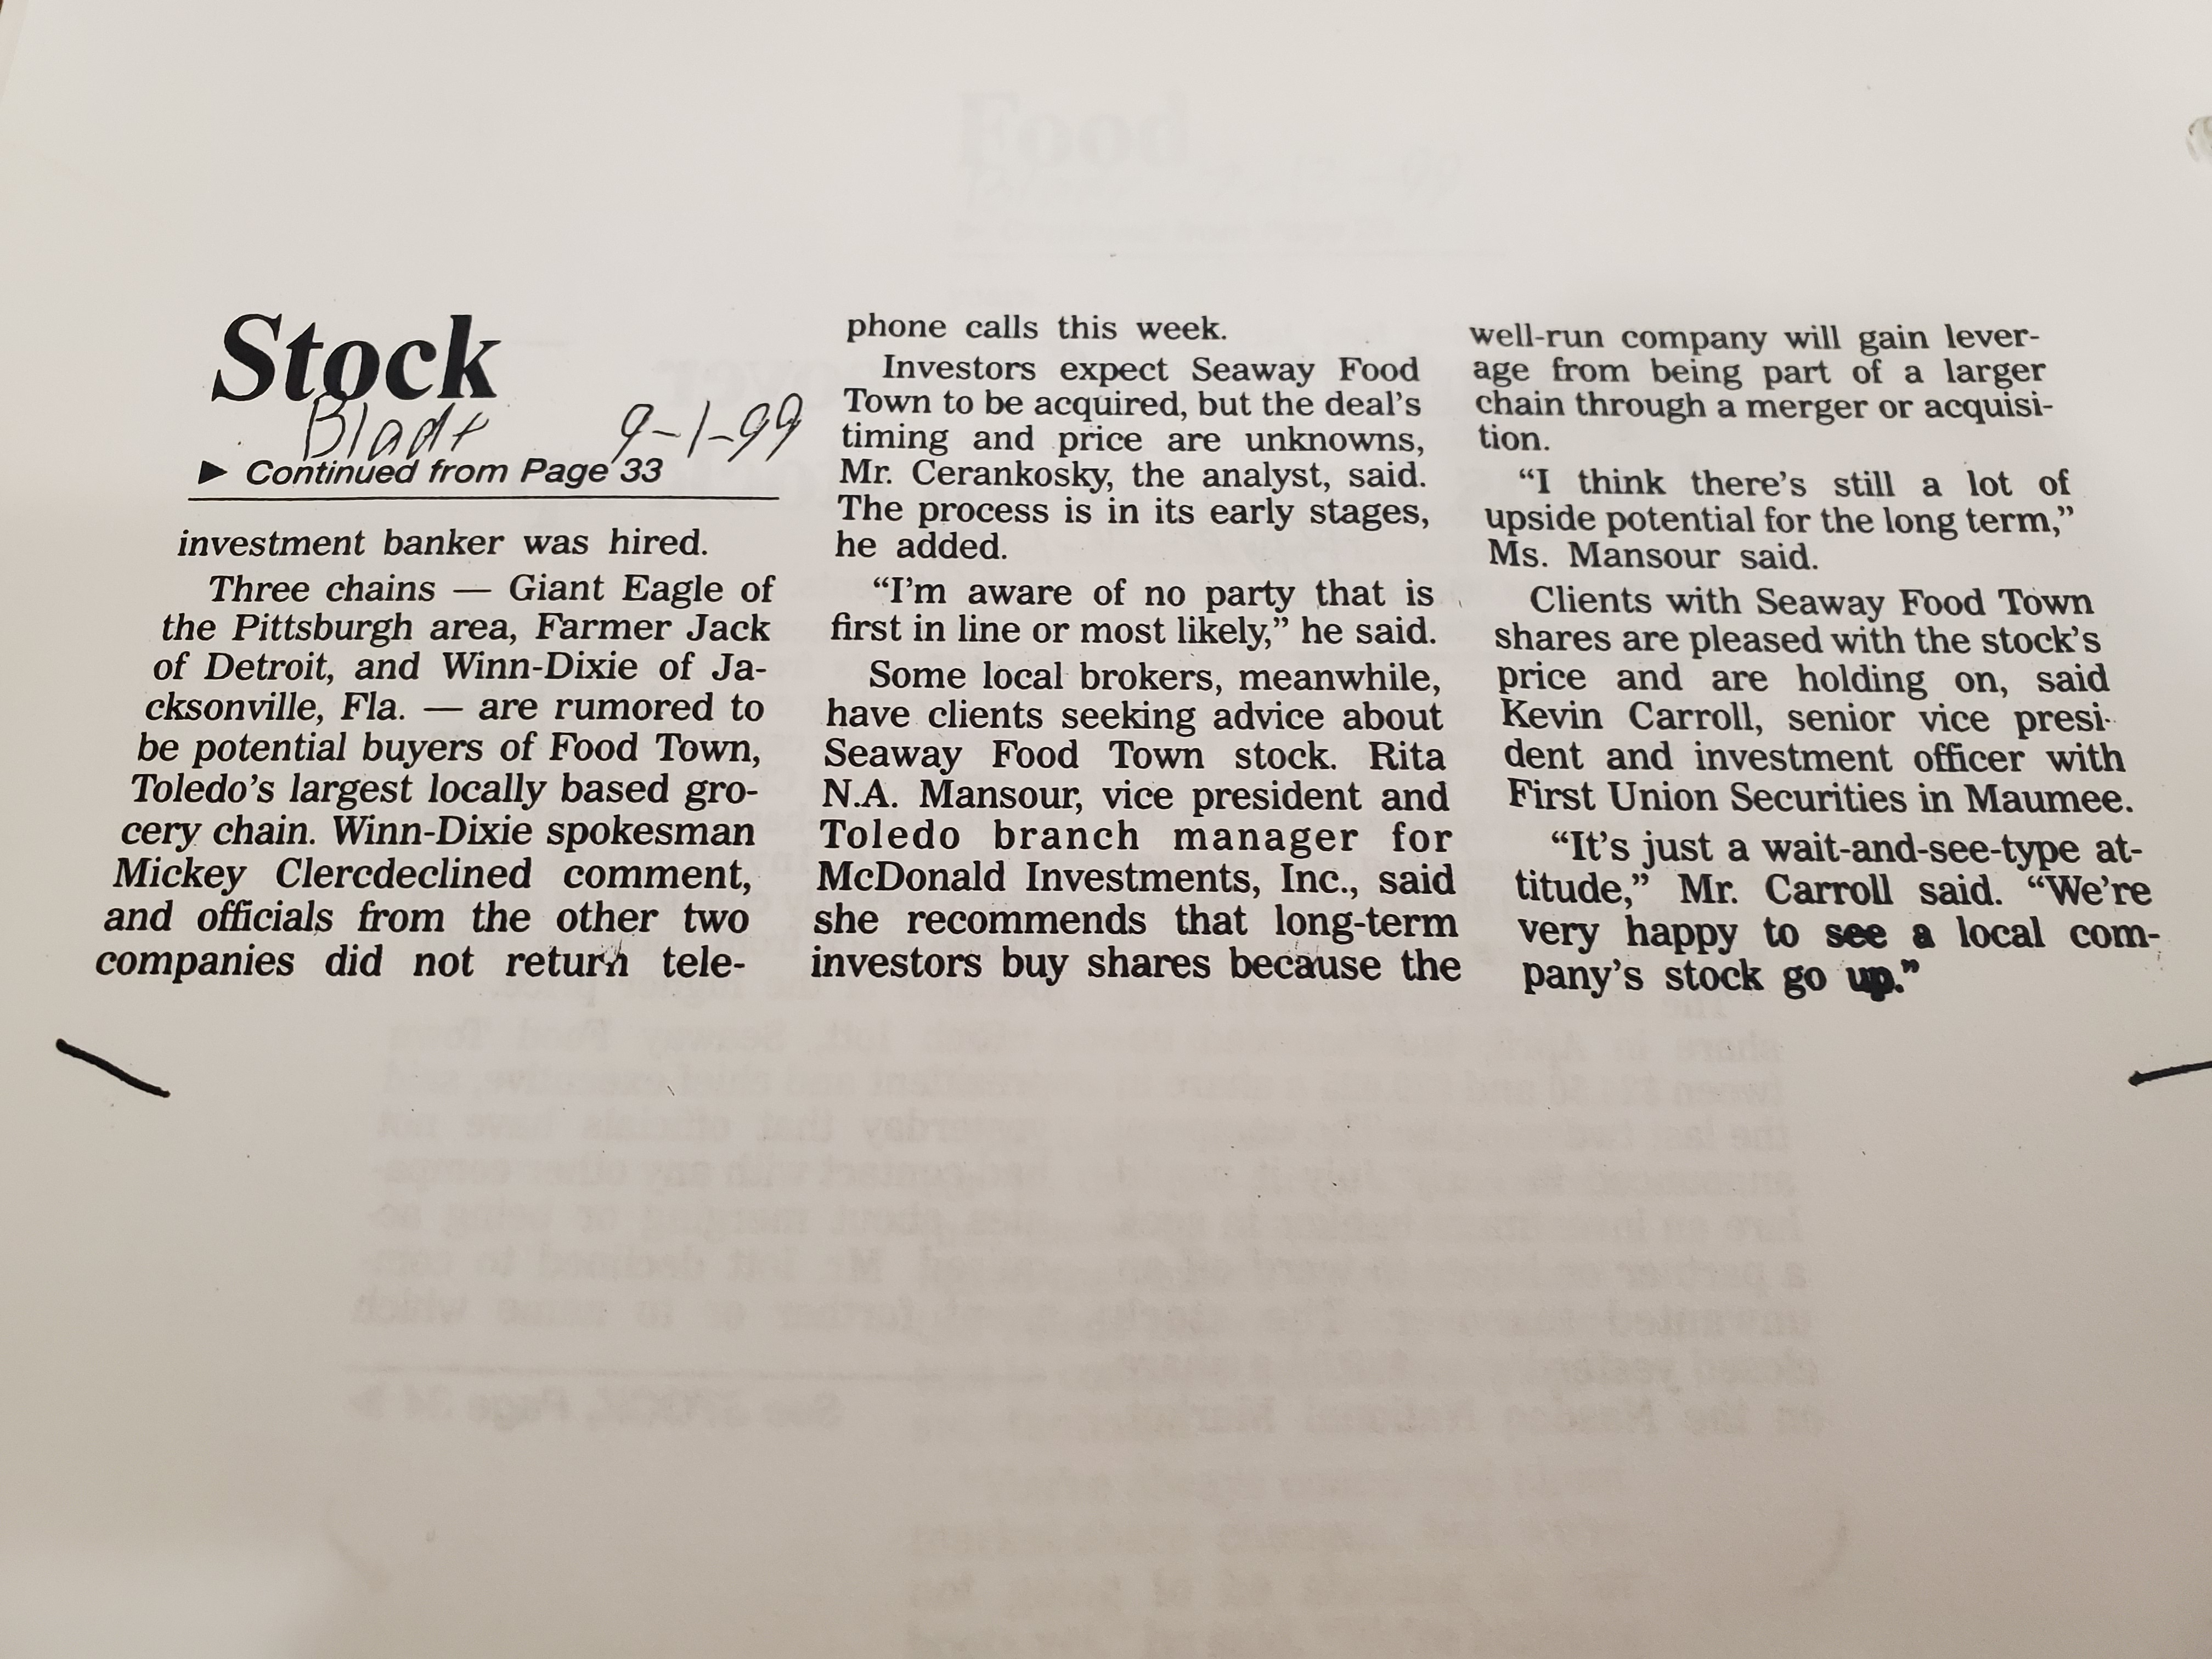 Stock
Blade 9-1-99
▶ Continued from Page 33
investment banker was hired.
Three chains — Giant Eagle of
the Pittsburgh area, Farmer Jack
of Detroit, and Winn-Dixie of Ja-
cksonville, Fla. — are rumored to
be potential buyers of Food Town,
Toledo's largest locally based gro-
cery chain. Winn-Dixie spokesman
Mickey Clercdeclined comment,
and officials from the other two
companies did not return tele-
phone calls this week.
Investors expect Seaway Food
Town to be acquired, but the deal's
timing and price are unknowns,
Mr. Cerankosky, the analyst, said.
The process is in its early stages,
he added.
“I'm aware of no party that is
first in line or most likely,” he said.
Some local brokers, meanwhile,
have clients seeking advice about
Seaway Food Town stock. Rita
N.A. Mansour, vice president and
Toledo branch manager for
McDonald Investments, Inc., said
she recommends that long-term
investors buy shares because the
well-run company will gain lever-
age from being part of a larger
chain through a merger or acquisi-
tion.
“I think there's still a lot of
upside potential for the long term,”
Ms. Mansour said.
Clients with Seaway Food Town
shares are pleased with the stock's
price and are holding on, said
Kevin Carroll, senior vice presi-
dent and investment officer with
First Union Securities in Maumee.
“It's just a wait-and-see-type at-
titude,” Mr. Carroll said. “We're
very happy to see a local com-
pany's stock go up.”